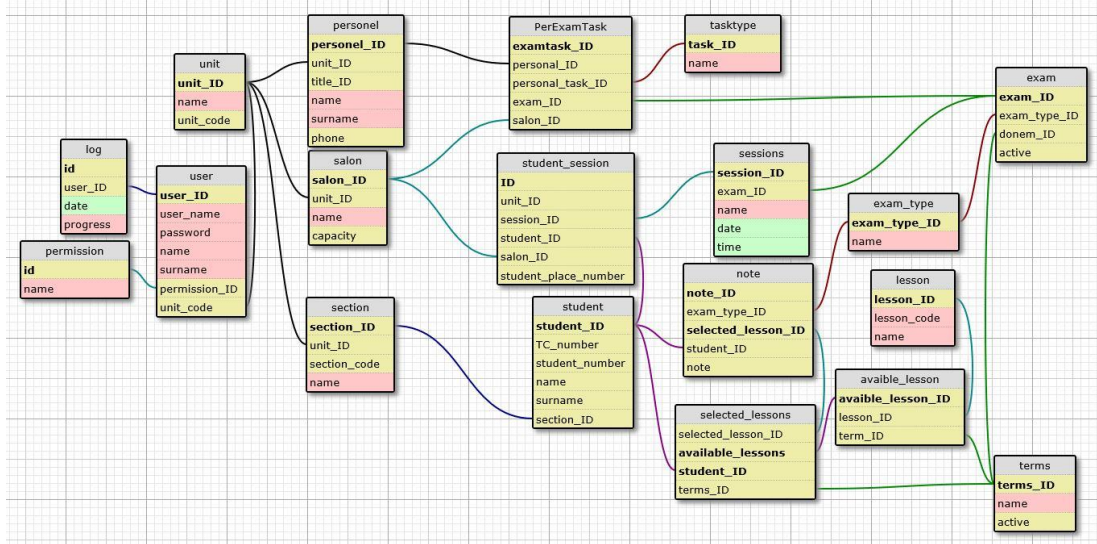 personel
personel_ID
unit_ID
title_ID
name
surname
phone
PerExamTask
examtask_ID
personal_ID
personal_task_ID
exam_ID
salon_ID
tasktype
task_ID
name
unit
unit_ID
name
unit_code
exam
exam_ID
exam_type_ID
donem_ID
active
log
id
user_ID
date
progress
user
user_ID
user_name
password
name
surname
permission_ID
unit_code
salon
salon_ID
unit_ID
name
capacity
student_session
ID
unit_ID
session_ID
student_ID
salon_ID
student_place_number
sessions
session_ID
exam_ID
name
date
time
exam_type
exam_type_ID
name
permission
id
name
section
section_ID
unit_ID
section_code
name
student
student_ID
TC_number
student_number
name
surname
section_ID
note
note_ID
exam_type_ID
selected_lesson_ID
student_ID
note
lesson
lesson_ID
lesson_code
name
avaible_lesson
avaible_lesson_ID
lesson_ID
term_ID
selected_lessons
selected_lesson_ID
available_lessons
student_ID
terms_ID
terms
terms_ID
name
active